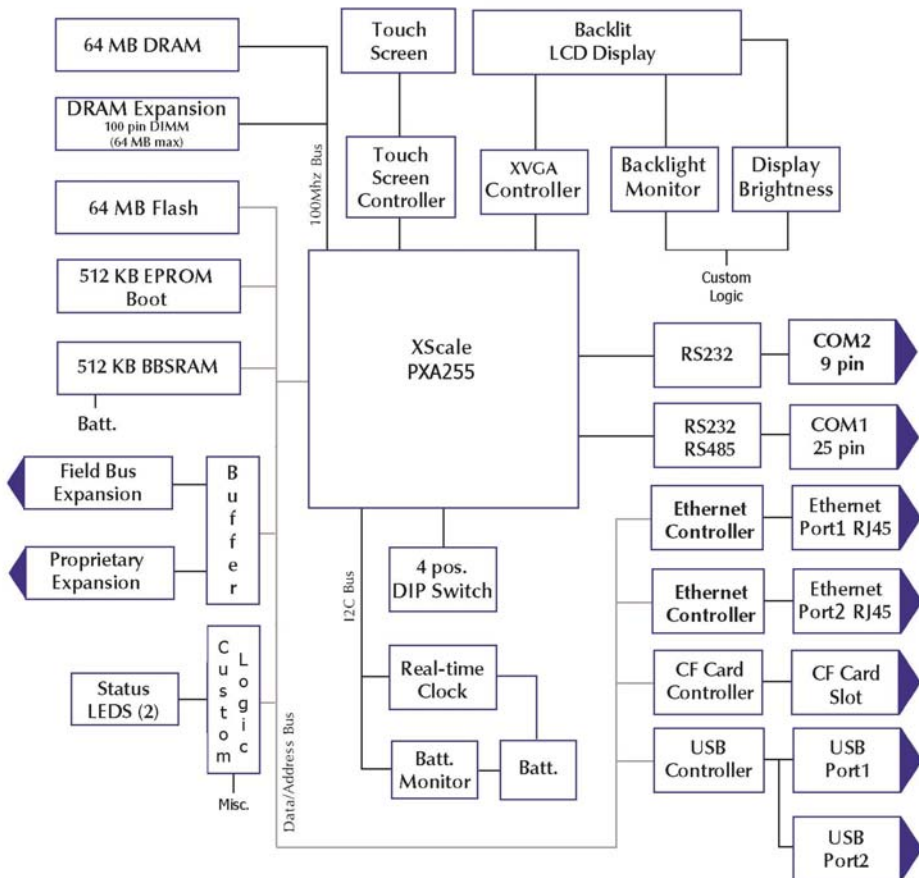 64 MB DRAM
Touch
Screen
Backlit
LCD Display
DRAM Expansion
100 pin DIMM
(64 MB max)
100Mhz Bus
Touch
Screen
Controller
XVGA
Controller
Backlight
Monitor
Display
Brightness
64 MB Flash
512 KB EPROM
Boot
Custom
Logic
XScale
PXA255
512 KB BBSRAM
Batt.
RS232
COM2
9 pin
RS232
RS485
COM1
25 pin
Field Bus
Expansion
Buffer
Proprietary
Expansion
Ethernet
Controller
Ethernet
Port1 RJ45
4 pos.
DIP Switch
I2C Bus
Ethernet
Controller
Ethernet
Port2 RJ45
Status
LEDS (2)
Custom
Logic
Misc.
Data/Address Bus
Real-time
Clock
Batt.
Monitor
Batt.
CF Card
Controller
CF Card
Slot
USB
Controller
USB
Port1
USB
Port2